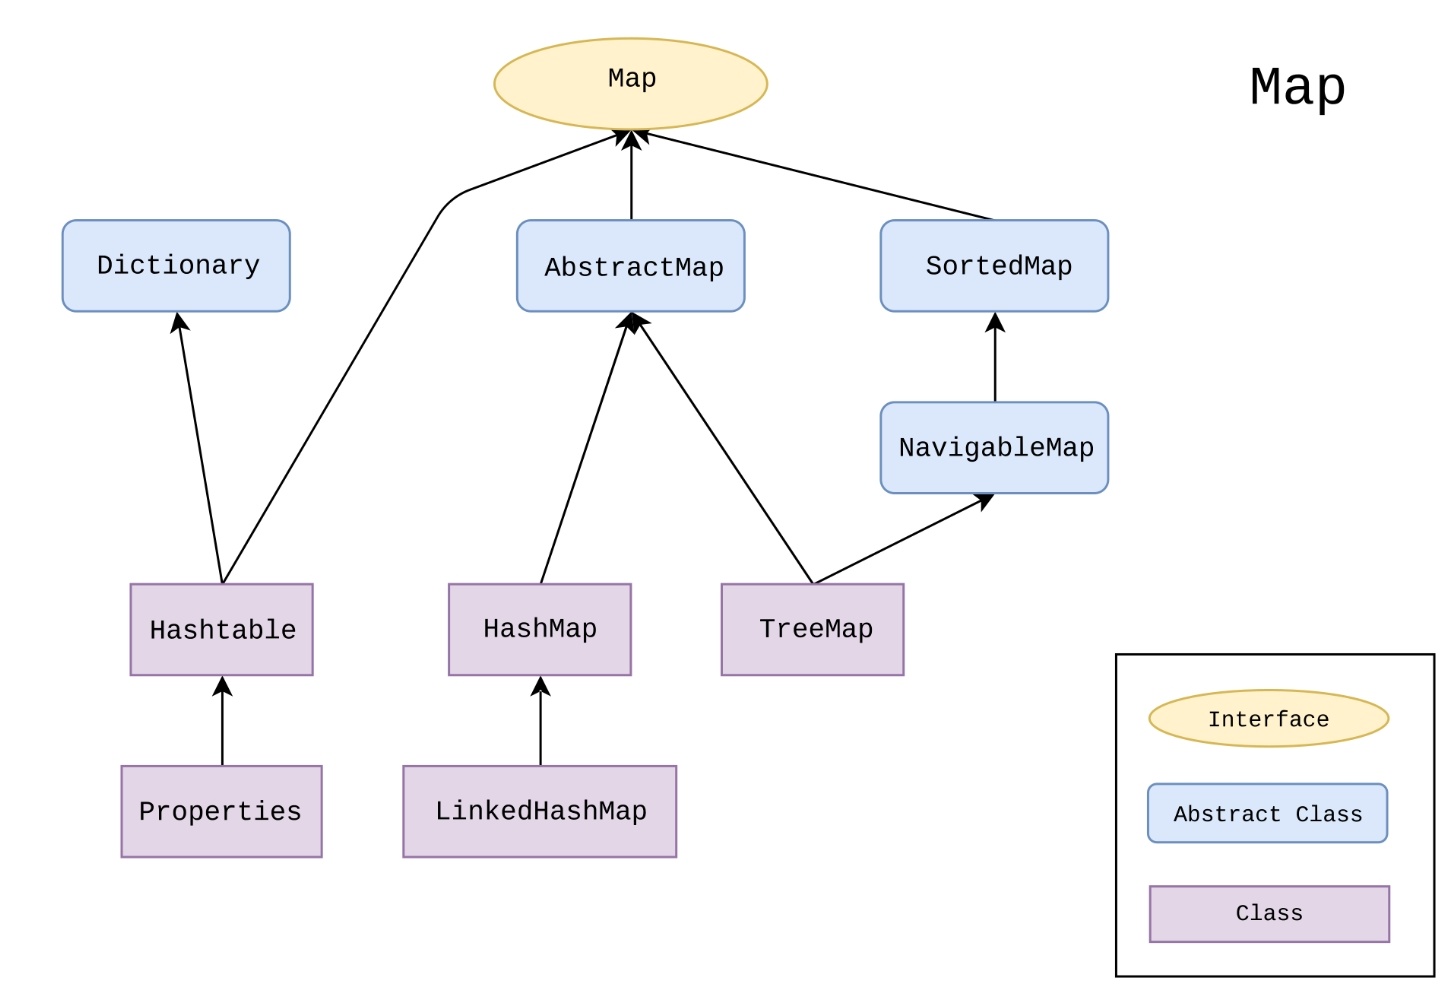 Map
Map
Dictionary
AbstractMap
SortedMap
NavigableMap
Hashtable
HashMap
TreeMap
Properties
LinkedHashMap
Interface
Abstract Class
Class